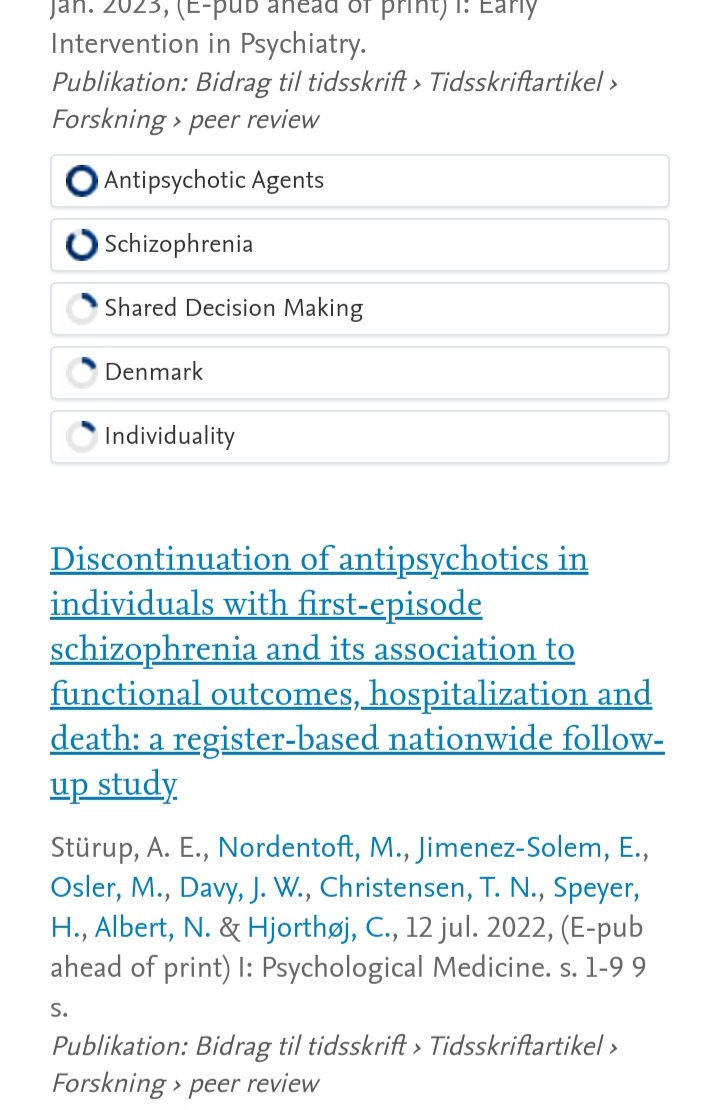 jan. 2023, (E-pub ahead of print) I: Early
Intervention in Psychiatry.
Publikation: Bidrag til tidsskrift › Tidsskriftartikel ›
Forskning › peer review
Antipsychotic Agents
Schizophrenia
Shared Decision Making
Denmark
Individuality
Discontinuation of antipsychotics in
individuals with first-episode
schizophrenia and its association to
functional outcomes, hospitalization and
death: a register-based nationwide follow-
up study
Stürup, A. E., Nordentoft, M., Jimenez-Solem, E.,
Osler, M., Davy, J. W., Christensen, T. N., Speyer,
H., Albert, N. & Hjorthøj, C., 12 jul. 2022, (E-pub
ahead of print) I: Psychological Medicine. s. 1-9 9
s.
Publikation: Bidrag til tidsskrift › Tidsskriftartikel ›
Forskning › peer review